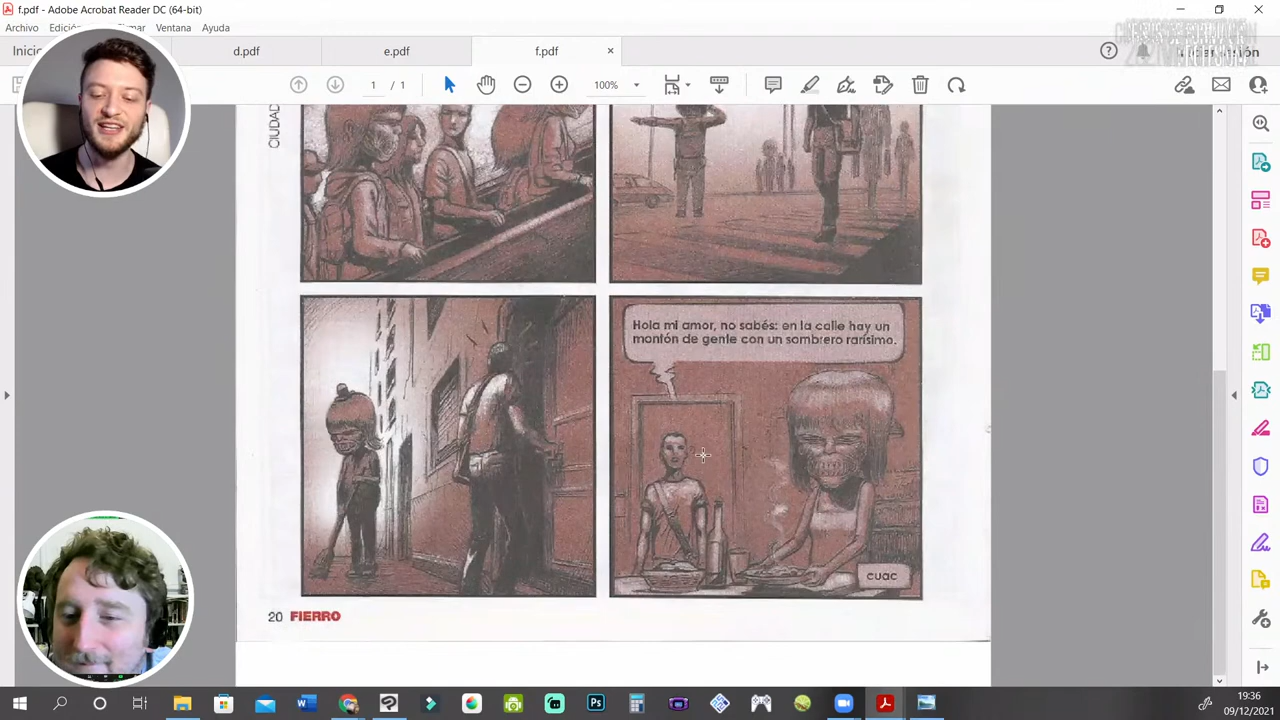 f.pdf - Adobe Acrobat Reader DC (64-bit)
Archivo Ventana Ayuda
d.pdf
e.pdf
f.pdf
1 / 1
100%
CIUDAD
Hola mi amor, no sabés: en la calle hay un
montón de gente con un sombrero rarísimo.
cuac
20 FIERRO
19:36
09/12/2021